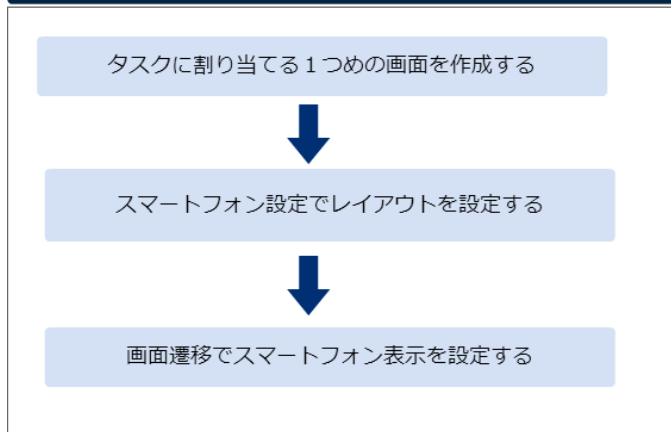 タスクに割り当てる１つめの画面を作成する
スマートフォン設定でレイアウトを設定する
画面遷移でスマートフォン表示を設定する